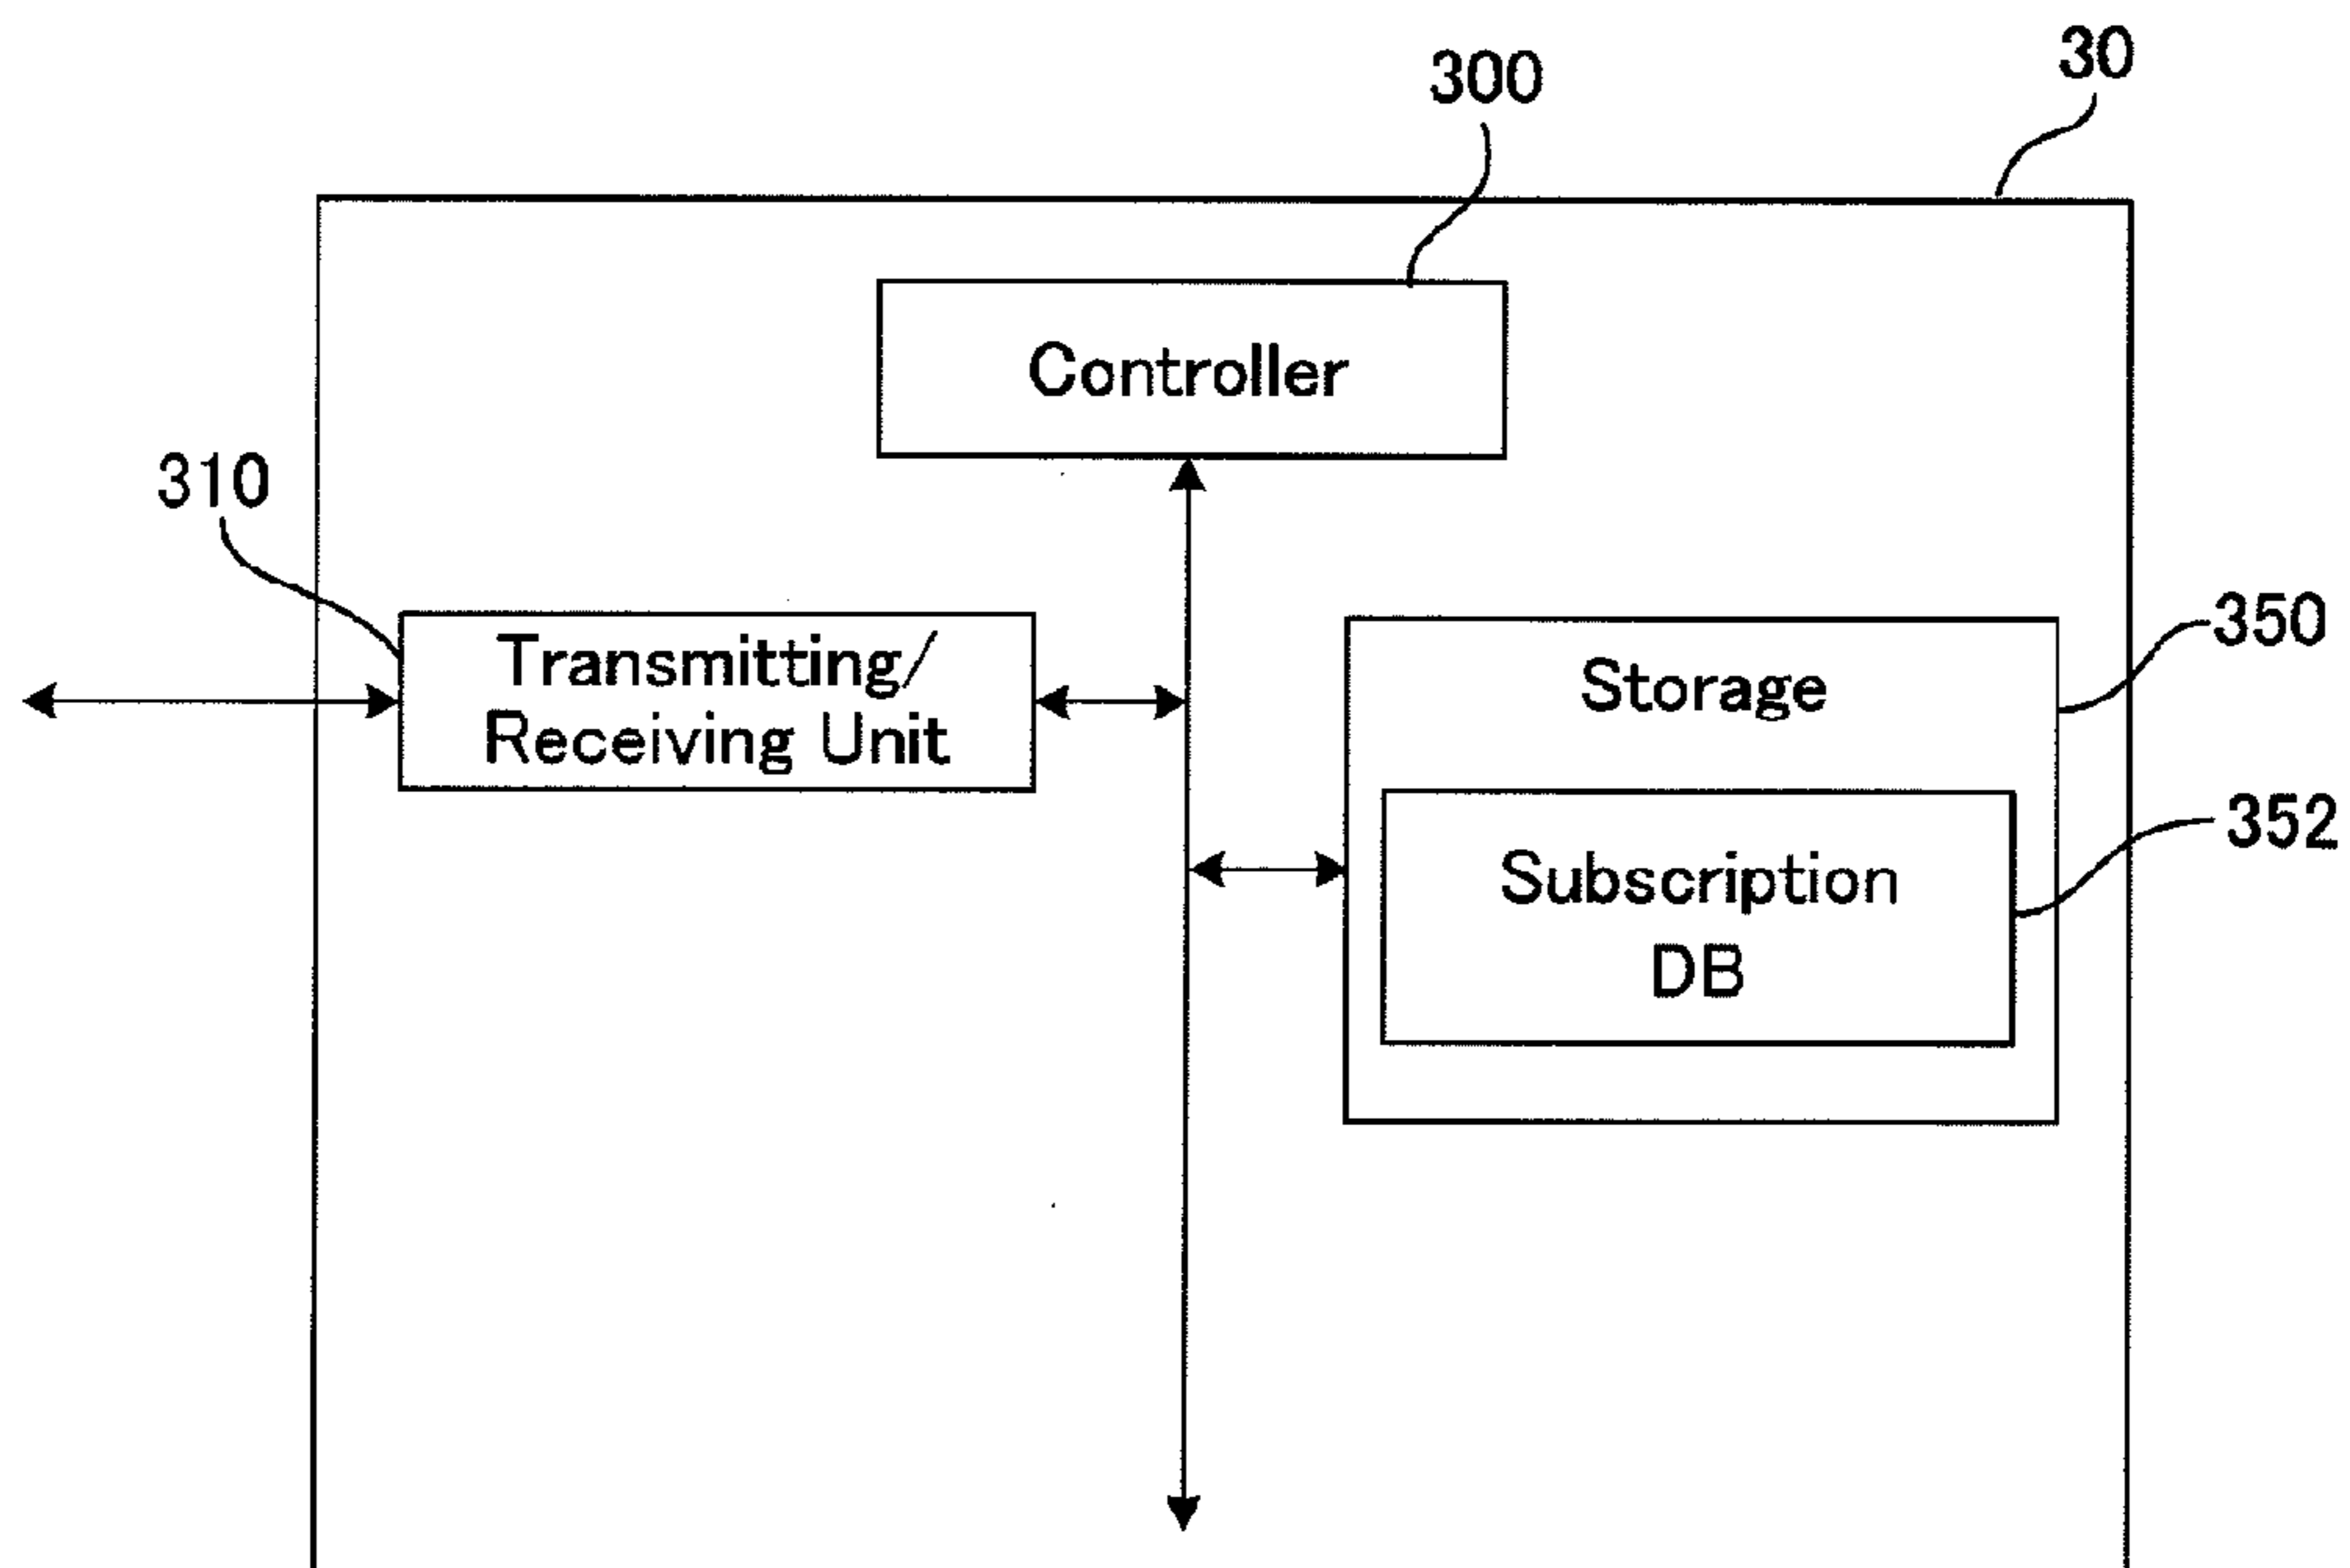 30
300
Controller
310
Transmitting/
Receiving Unit
350
Storage
352
Subscription
DB